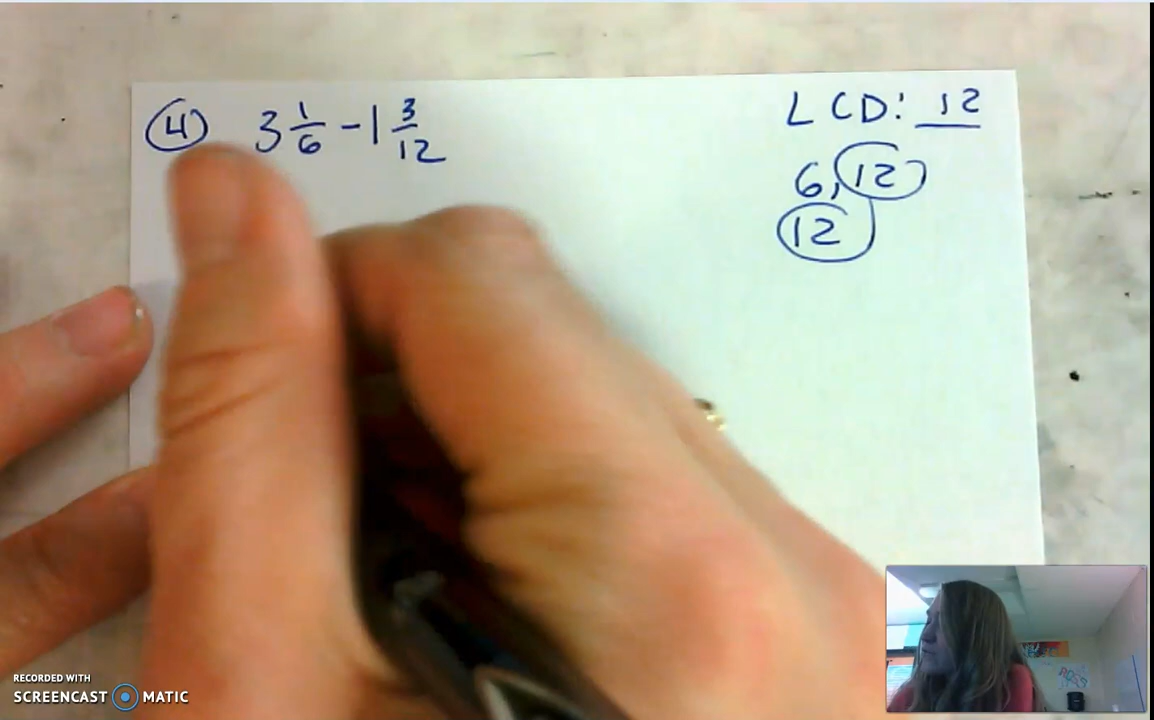 4 3 1/6 - 1 3/12
LCD: 12
6, 12
12
RECORDED WITH
SCREENCAST MATIC